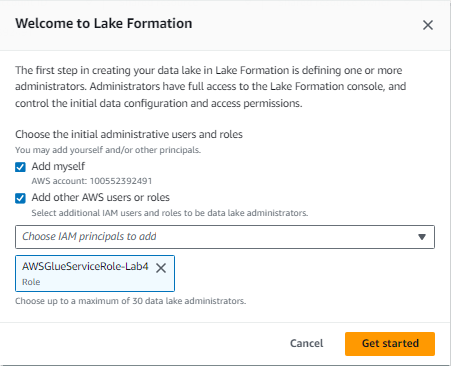 Welcome to Lake Formation
The first step in creating your data lake in Lake Formation is defining one or more
administrators. Administrators have full access to the Lake Formation console, and
control the initial data configuration and access permissions.
Choose the initial administrative users and roles
You may add yourself and/or other principals.
Add myself
AWS account: 100552392491
Add other AWS users or roles
Select additional IAM users and roles to be data lake administrators.
Choose IAM principals to add
AWSGlueServiceRole-Lab4
Role
Choose up to a maximum of 30 data lake administrators.
Cancel
Get started